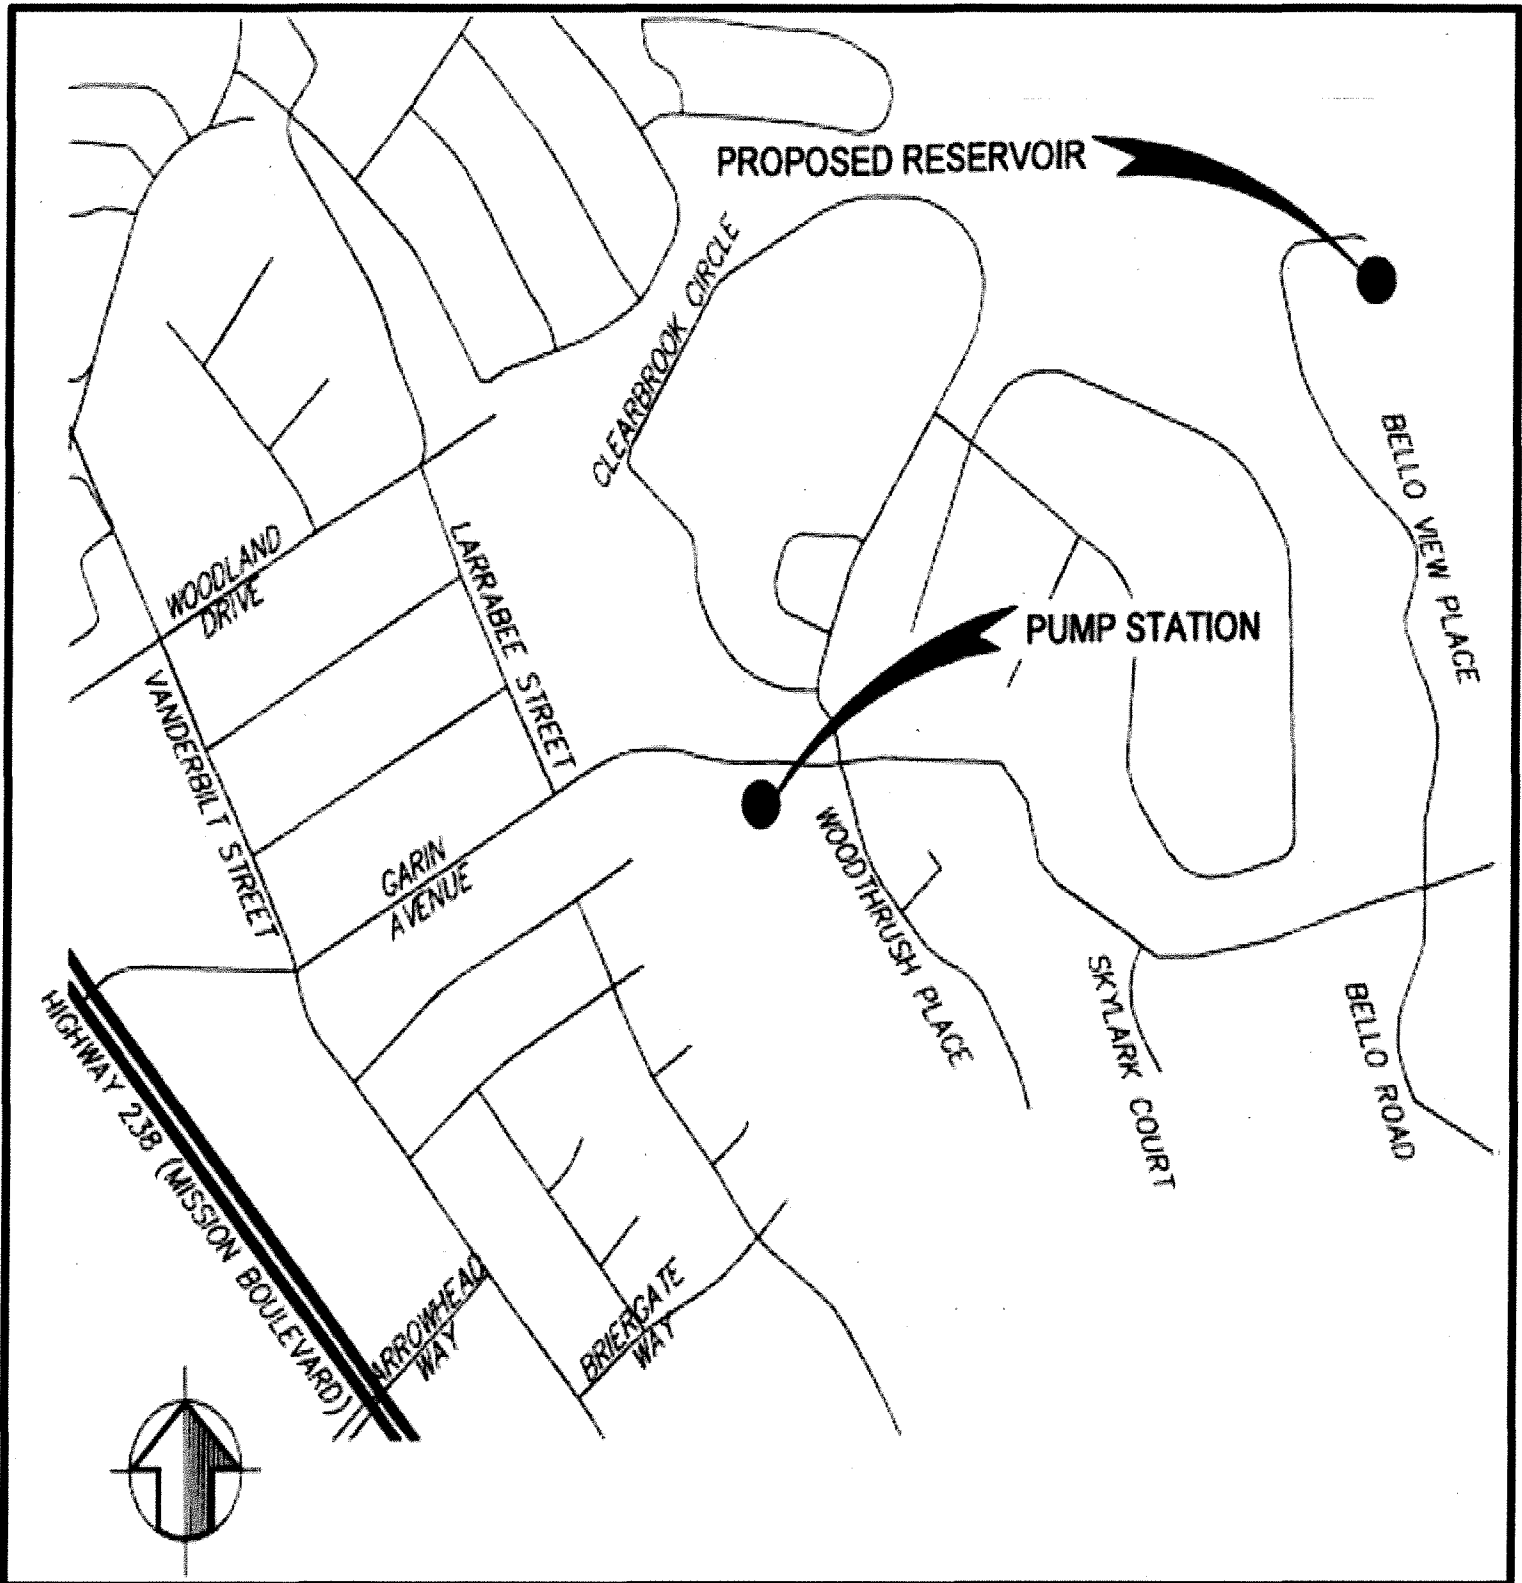 PROPOSED RESERVOIR
CLEARBROOK CIRCLE
BELLO VIEW PLACE
WOODLAND
DRIVE
LARRABEE STREET
PUMP STATION
VANDERBILT STREET
GARIN
AVENUE
WOODTHRUSH PLACE
SKYLARK COURT
BELLO ROAD
HIGHWAY 238 (MISSION BOULEVARD)
ARROWHEAD
WAY
BRIERGATE
WAY